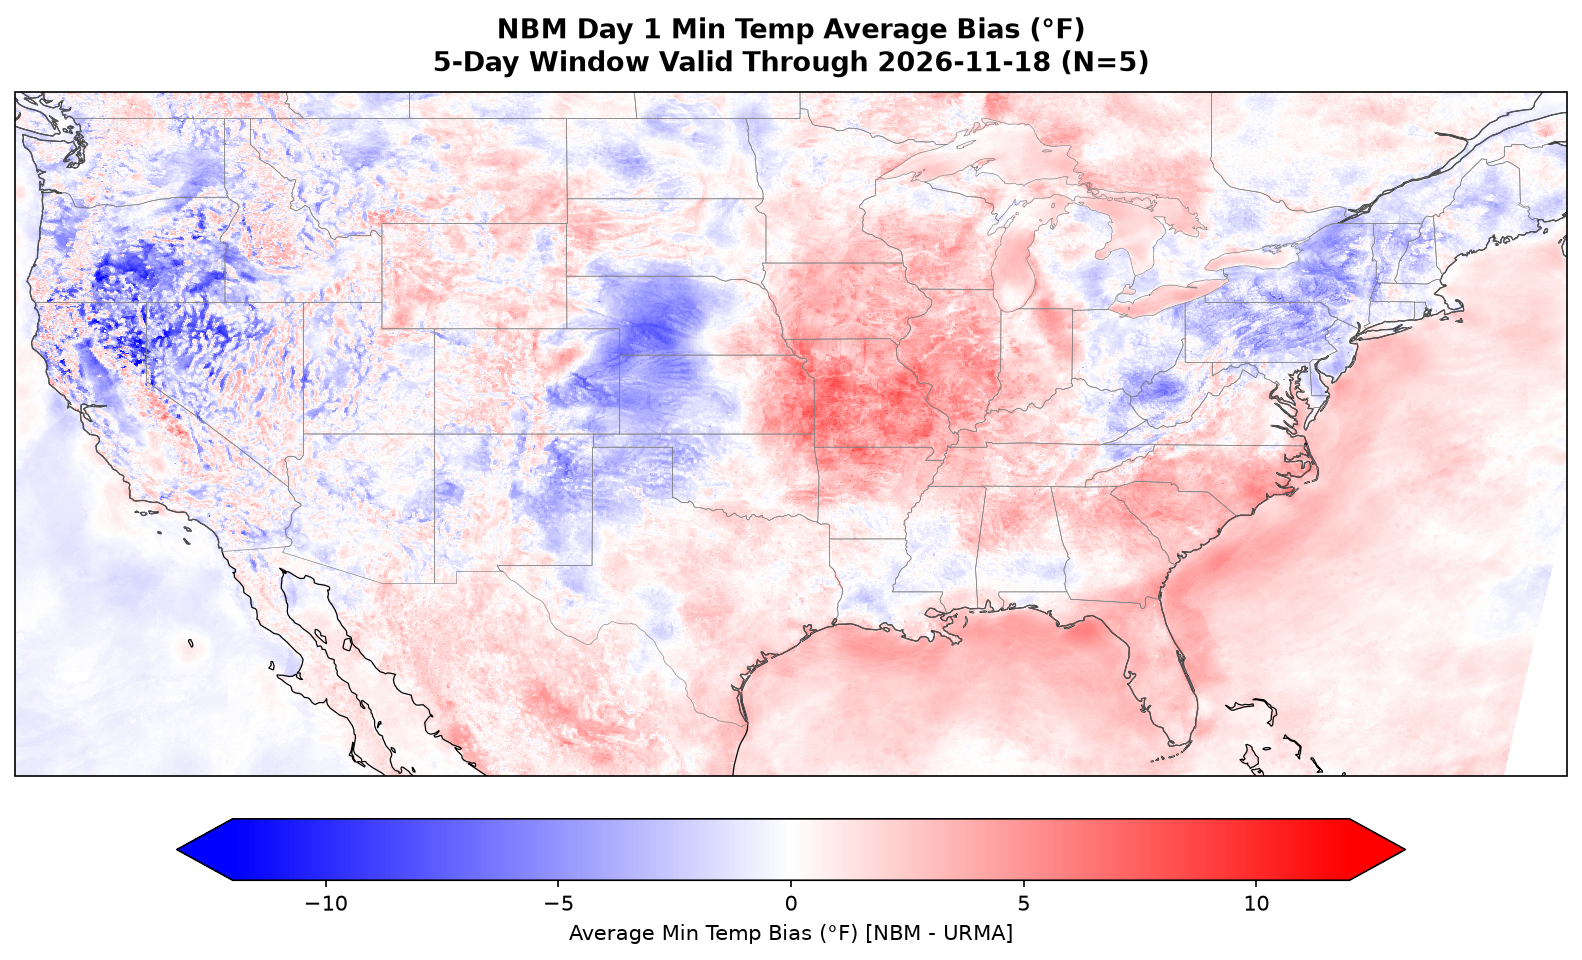 NBM Day 1 Min Temp Average Bias (°F)
5-Day Window Valid Through 2026-11-18 (N=5)
−10 −5 0 5 10
Average Min Temp Bias (°F) [NBM - URMA]